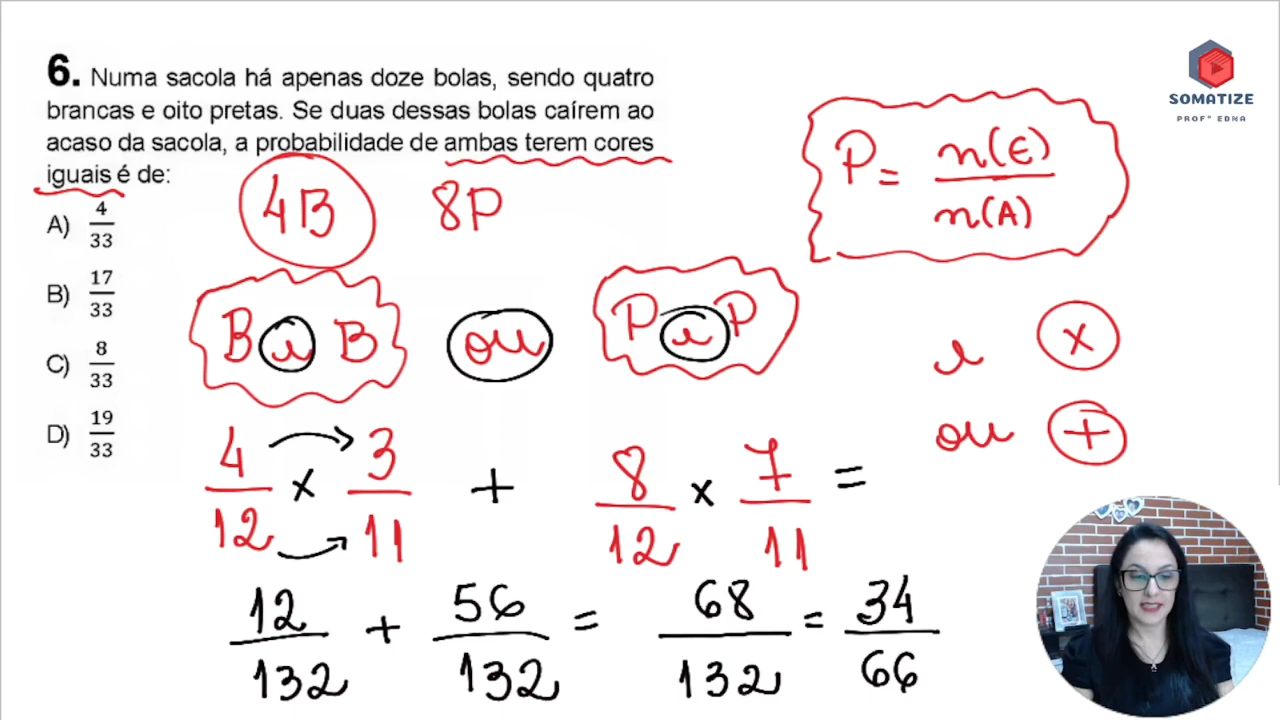 6. Numa sacola há apenas doze bolas, sendo quatro
brancas e oito pretas. Se duas dessas bolas caírem ao
acaso da sacola, a probabilidade de ambas terem cores
iguais é de:
A) 4/33
B) 17/33
C) 8/33
D) 19/33
SOMATIZE
PROFª EDNA
P = n(E)/n(A)
4B 8P
B e B ou P e P
e x
ou +
4/12 x 3/11 + 8/12 x 7/11 =
12/132 + 56/132 = 68/132 = 34/66